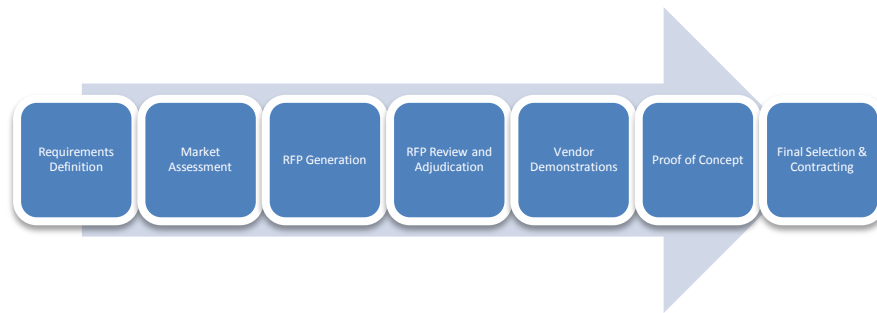 Requirements
Definition
Market
Assessment
RFP Generation
RFP Review and
Adjudication
Vendor
Demonstrations
Proof of Concept
Final Selection &
Contracting